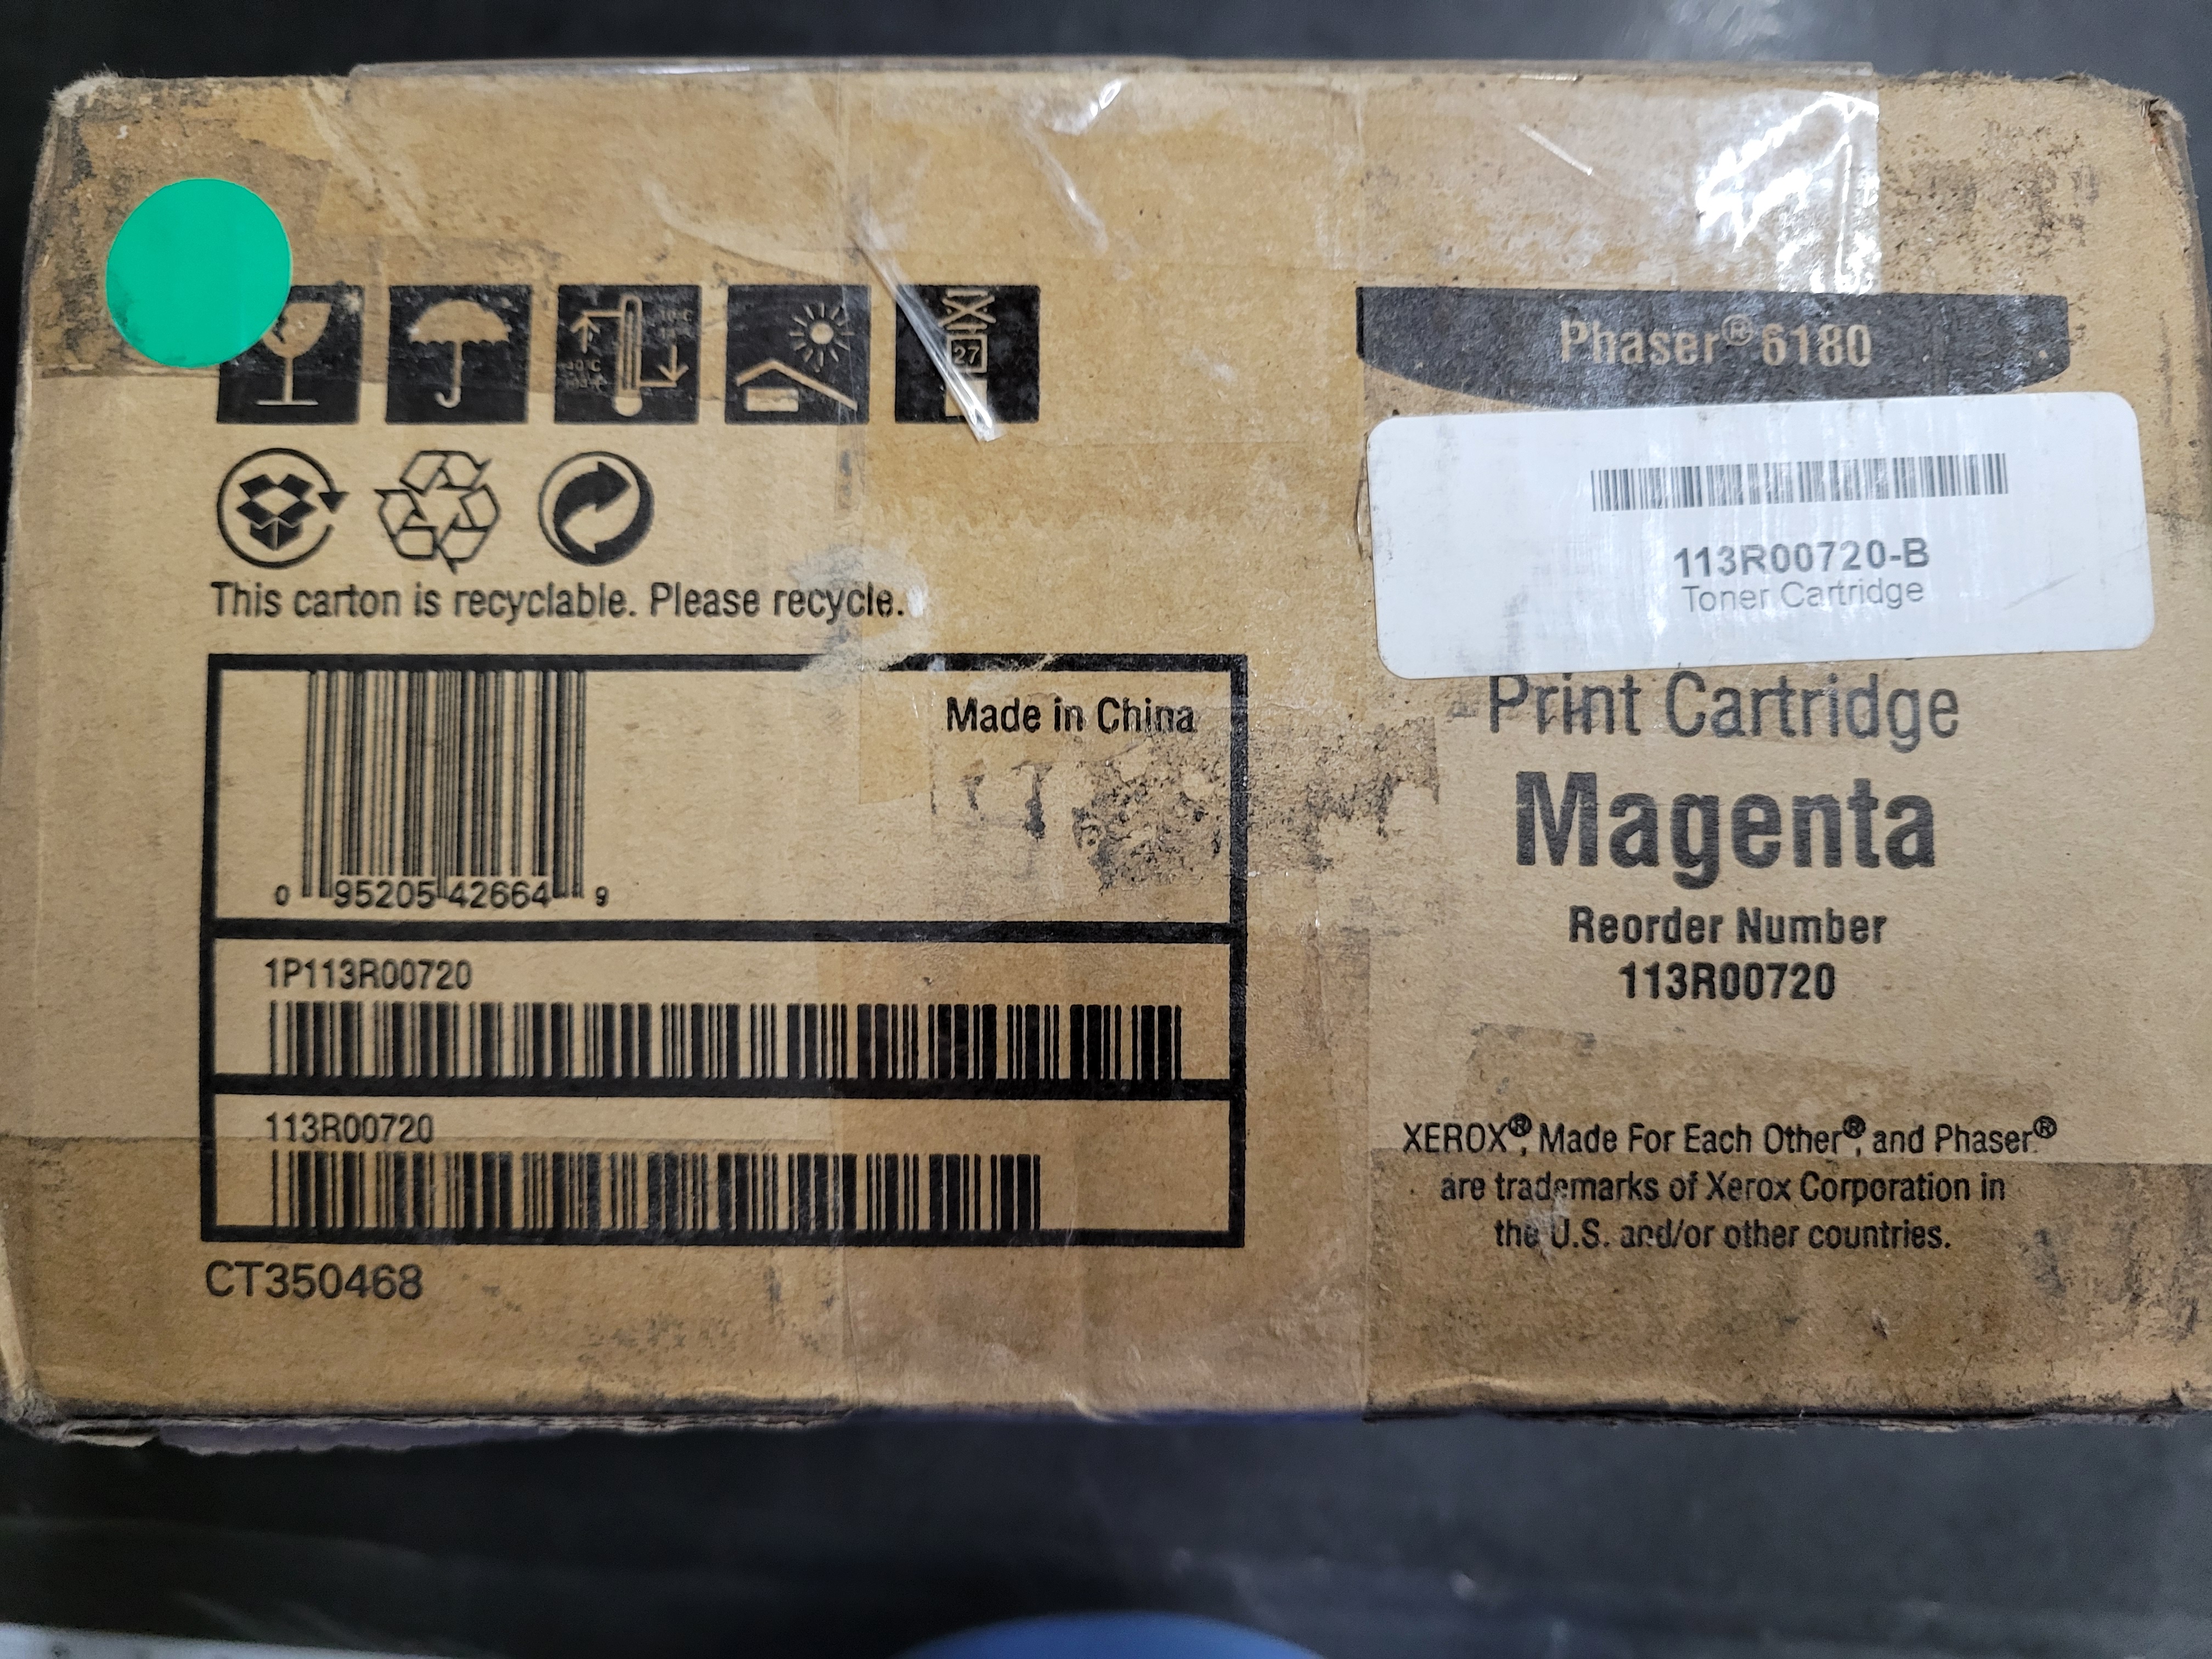 27
This carton is recyclable. Please recycle.
Made in China
0 95205 42664 9
1P113R00720
113R00720
CT350468
Phaser® 6180
113R00720-B
Toner Cartridge
Print Cartridge
Magenta
Reorder Number
113R00720
XEROX®, Made For Each Other®, and Phaser®
are trademarks of Xerox Corporation in
the U.S. and/or other countries.